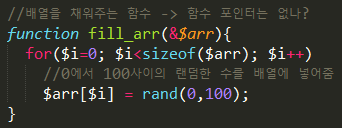 //배열을 채워주는 함수 -> 함수 포인터는 없나?
function fill_arr(&$arr){
for($i=0; $i<sizeof($arr); $i++)
//0에서 100사이의 랜덤한 수를 배열에 넣어줌
$arr[$i] = rand(0,100);
}